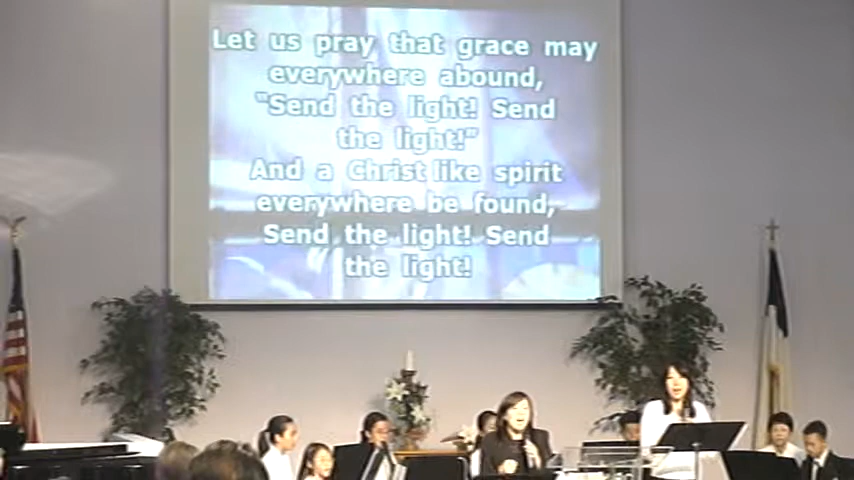 Let us pray that grace may
everywhere abound,
"Send the light! Send
the light!"
And a Christ like spirit
everywhere be found,
Send the light! Send
the light!